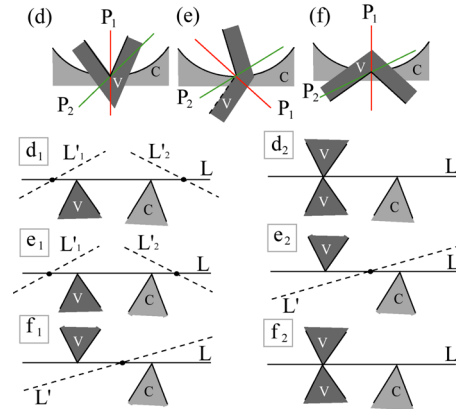 (d) P1 (e) (f) P1
V C V C V C
P2 P2 P1 P2
d1 L'1 L'2 L d2 V L
V C V C
e1 L'1 L'2 L e2 V L
V C L' C
f1 V L f2 V L
L' C V C